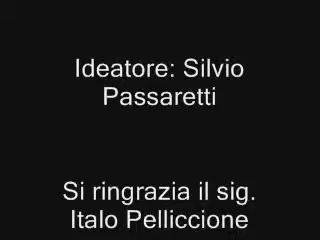 Ideatore: Silvio
Passaretti
Si ringrazia il sig.
Italo Pelliccione